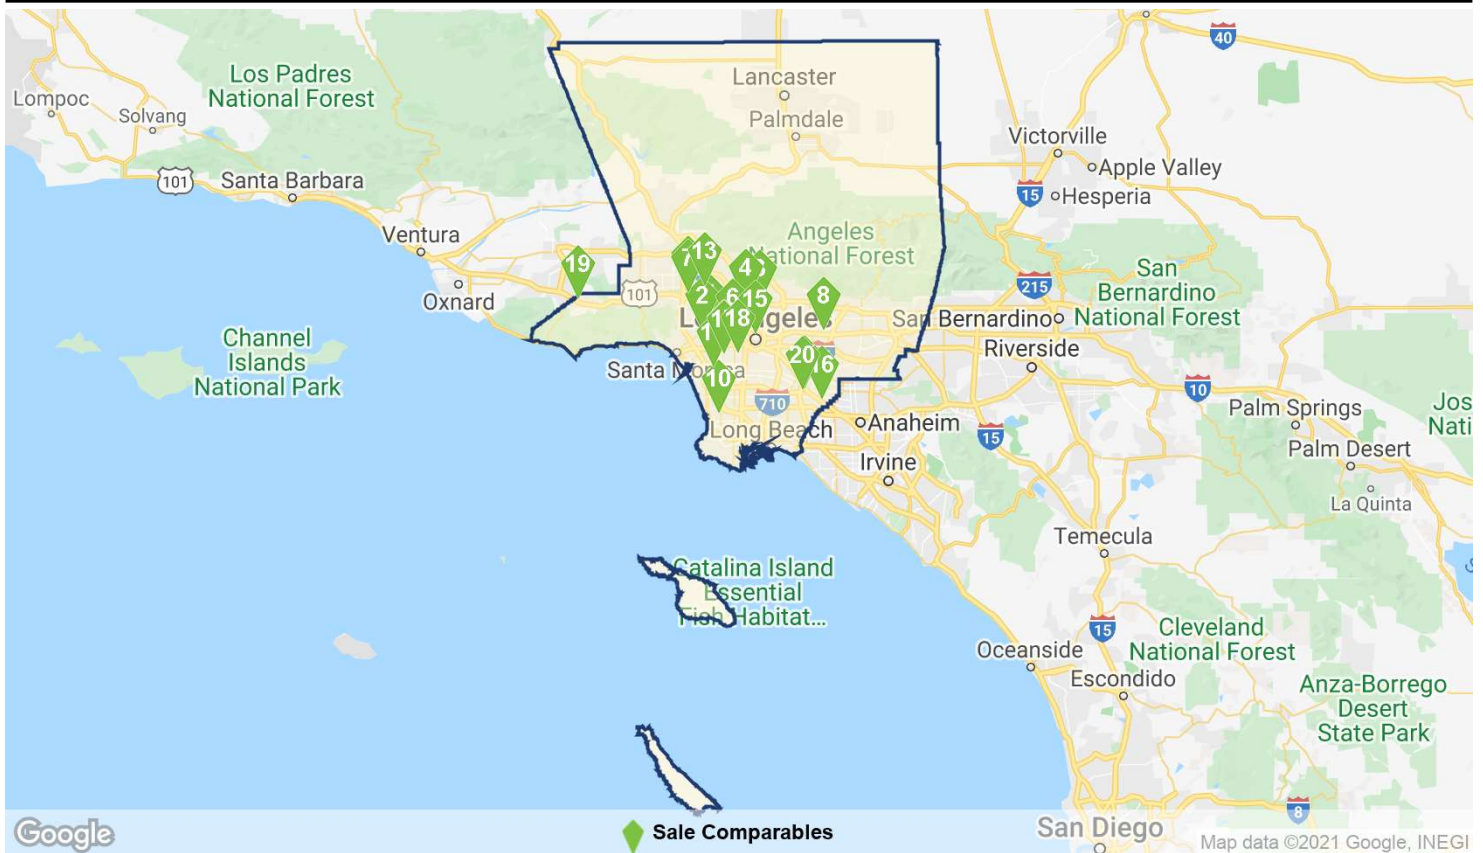 40
Los Padres
National Forest
Lompoc
Solvang
Lancaster
Palmdale
Victorville
Apple Valley
15
Hesperia
101
Santa Barbara
Ventura
Oxnard
101
Angeles
National Forest
215
San
Bernardino
National Forest
19
7
13
4
2
6
15
8
18
1
10
20
16
San Bernardino
Riverside
Santa Monica
710
10
Channel
Islands
National Park
Long Beach
Anaheim
15
Irvine
Palm Springs
Palm Desert
La Quinta
Temecula
Catalina Island
Essential
Fish Habitat...
15
Cleveland
National Forest
Oceanside
Escondido
Anza-Borrego
Desert
State Park
8
San Diego
Google
Sale Comparables
Map data ©2021 Google, INEGI